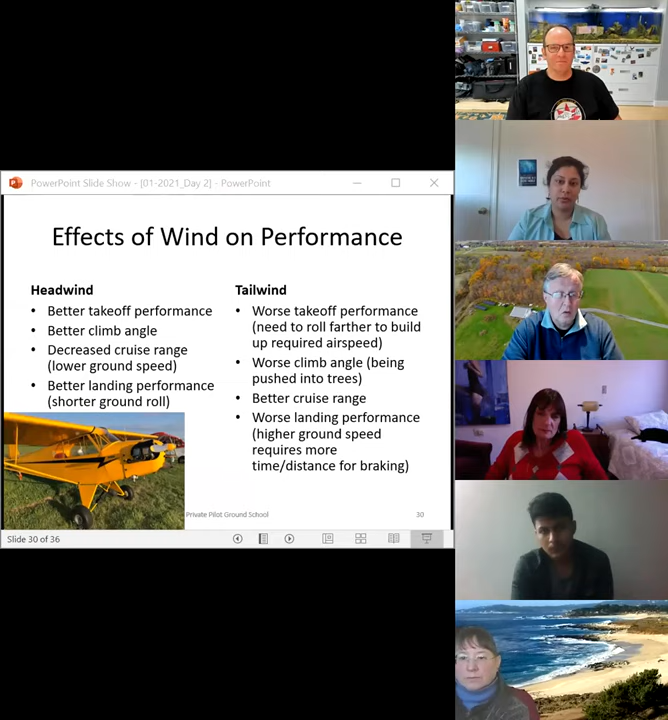 PowerPoint Slide Show - [01-2021_Day 2] - PowerPoint
Effects of Wind on Performance
Headwind
• Better takeoff performance
• Better climb angle
• Decreased cruise range
(lower ground speed)
• Better landing performance
(shorter ground roll)
Tailwind
• Worse takeoff performance
(need to roll farther to build
up required airspeed)
• Worse climb angle (being
pushed into trees)
• Better cruise range
• Worse landing performance
(higher ground speed
requires more
time/distance for braking)
Private Pilot Ground School
30
Slide 30 of 36